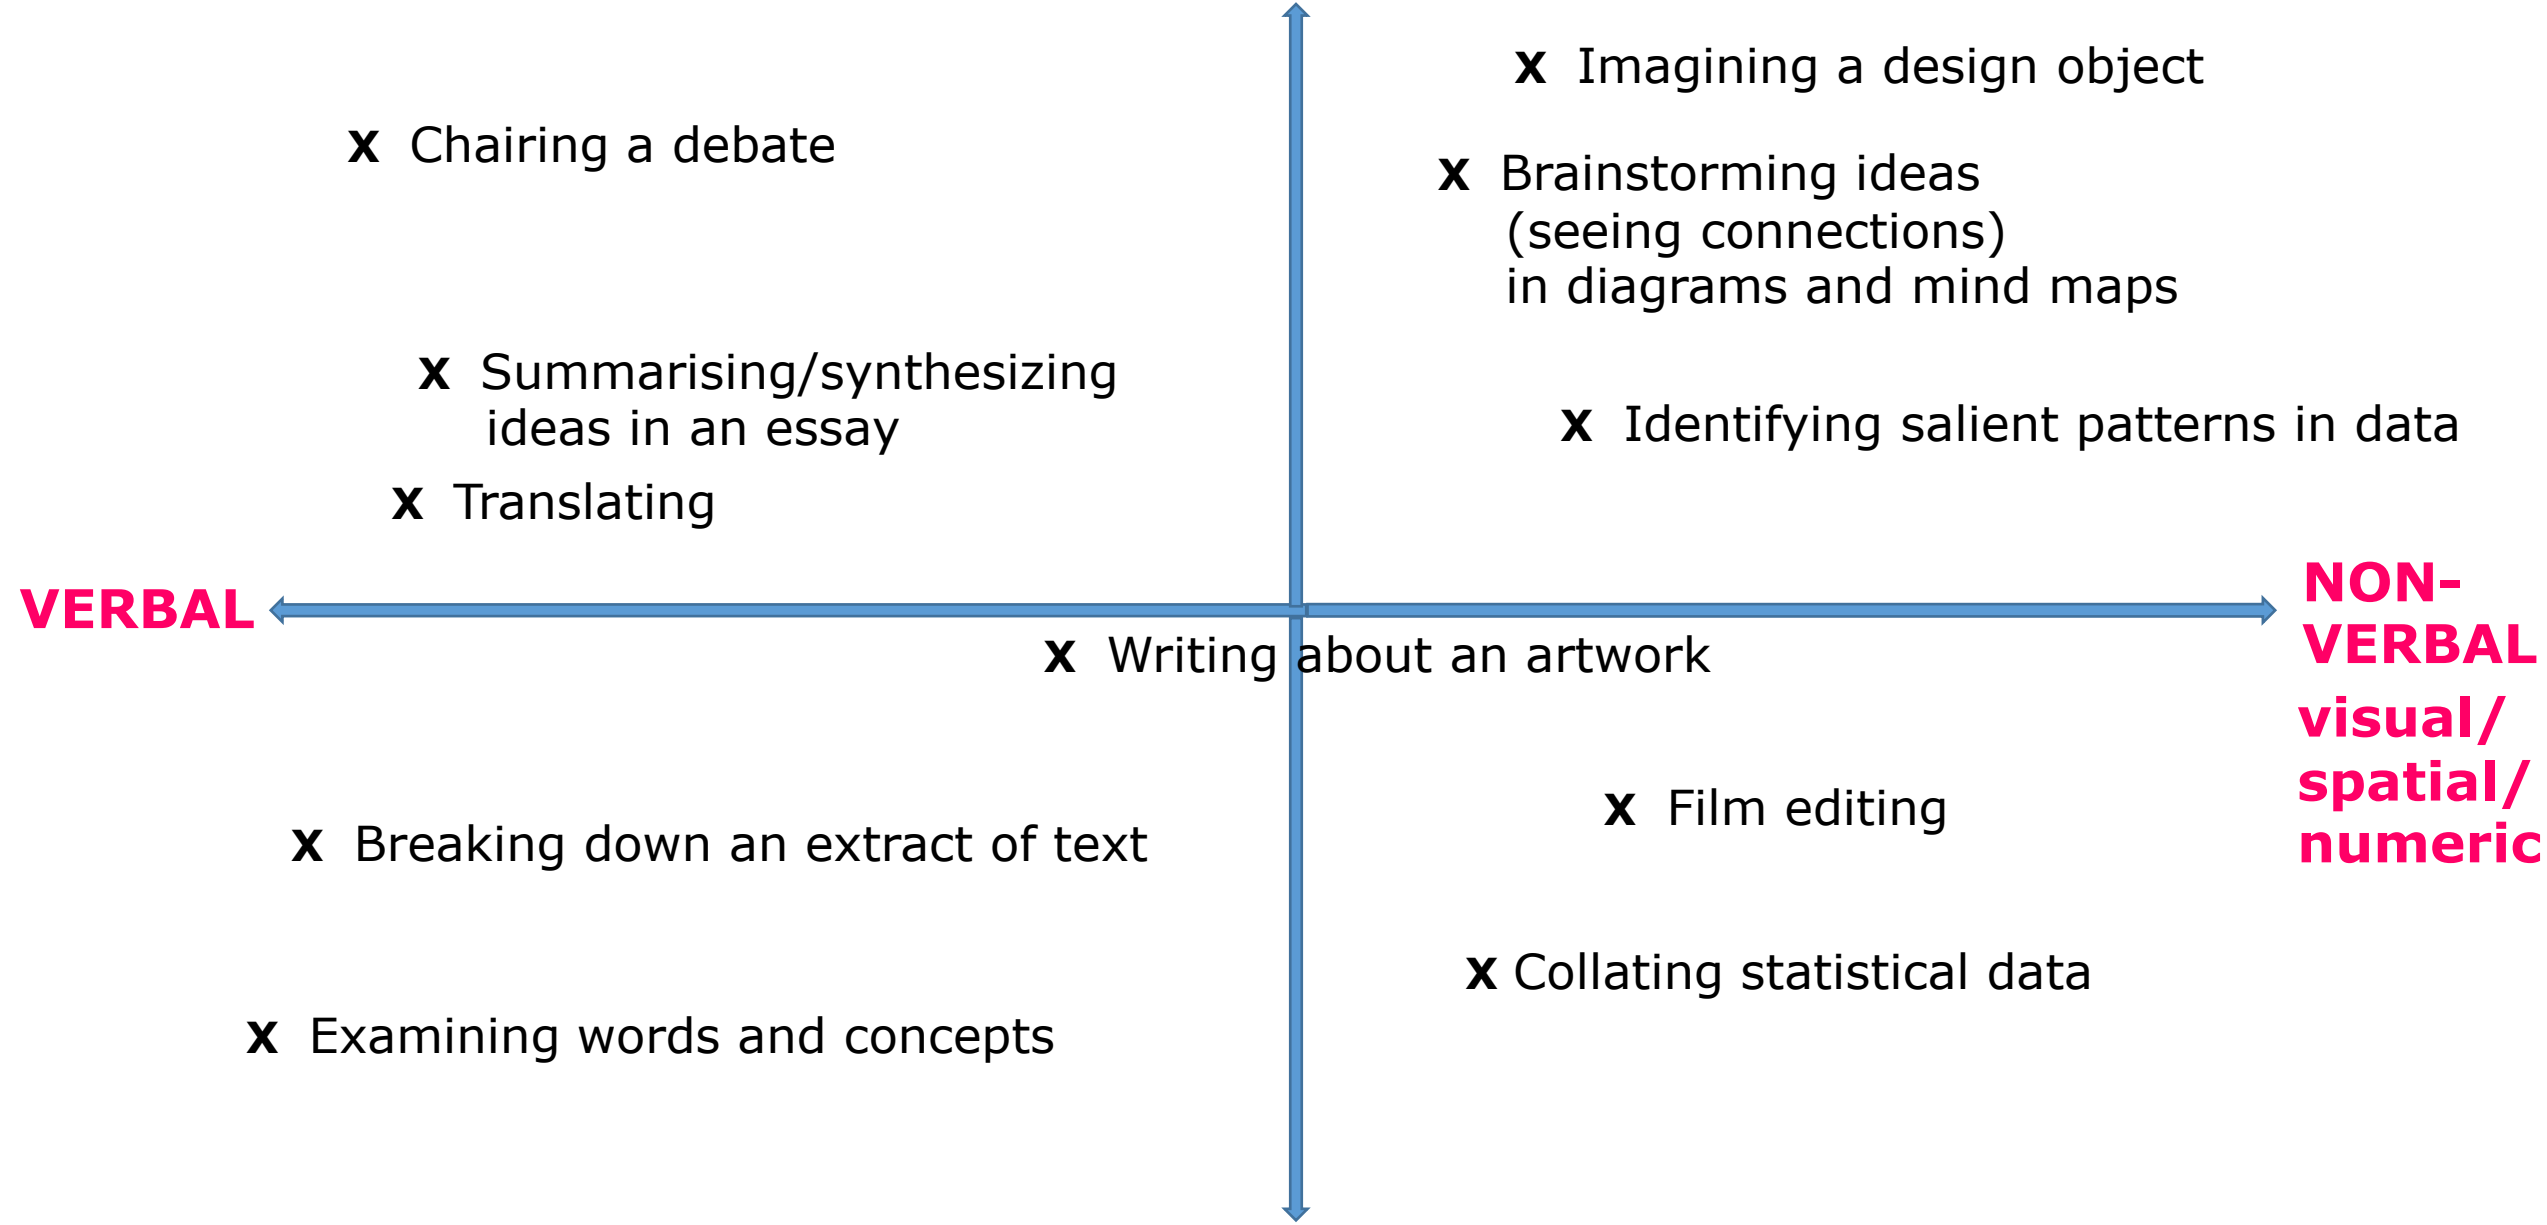 X Imagining a design object
X Chairing a debate
X Brainstorming ideas
(seeing connections)
in diagrams and mind maps
X Summarising/synthesizing
ideas in an essay
X Identifying salient patterns in data
X Translating
VERBAL
NON-
VERBAL
visual/
spatial/
numeric
X Writing about an artwork
X Film editing
X Breaking down an extract of text
X Collating statistical data
X Examining words and concepts